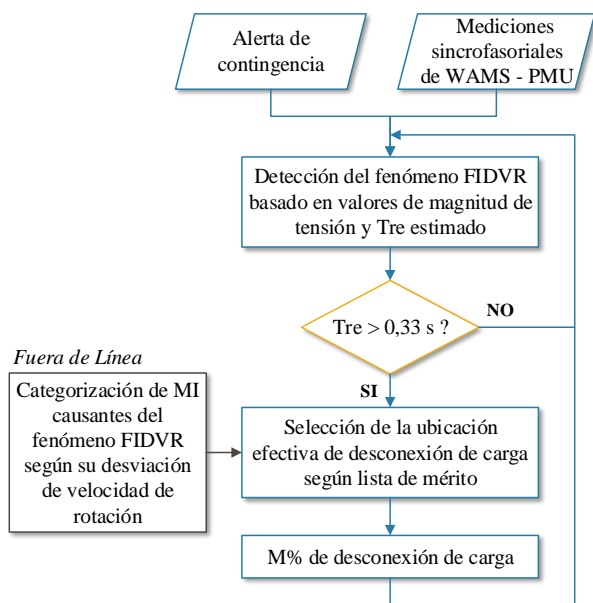 Alerta de
contingencia
Mediciones
sincrofasoriales
de WAMS - PMU
Detección del fenómeno FIDVR
basado en valores de magnitud de
tensión y Tre estimado
Tre > 0,33 s ?
NO
SI
Fuera de Línea
Categorización de MI
causantes del
fenómeno FIDVR
según su desviación
de velocidad de
rotación
Selección de la ubicación
efectiva de desconexión de carga
según lista de mérito
M% de desconexión de carga